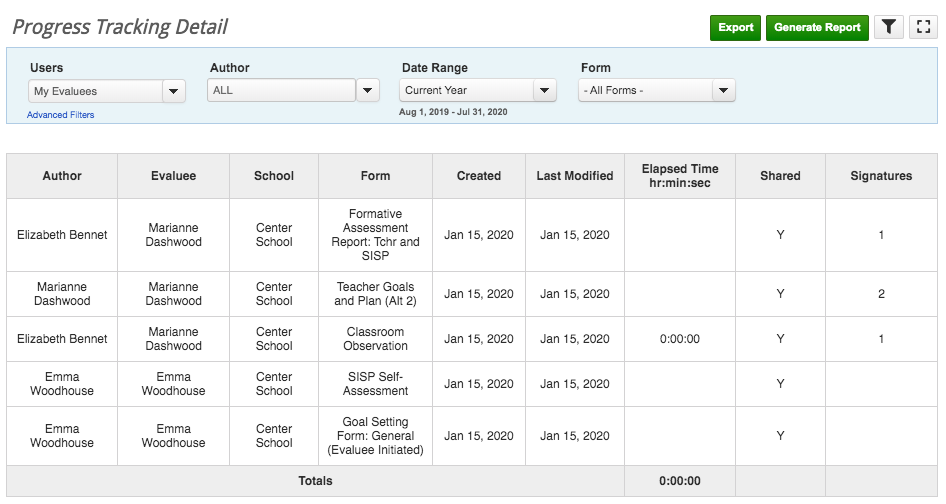 Progress Tracking Detail
Export
Generate Report
Users
Author
Date Range
Form
My Evaluees
ALL
Current Year
- All Forms -
Advanced Filters
Aug 1, 2019 - Jul 31, 2020
Author
Evaluee
School
Form
Created
Last Modified
Elapsed Time
hr:min:sec
Shared
Signatures
Elizabeth Bennet
Marianne
Dashwood
Center
School
Formative
Assessment
Report: Tchr and
SISP
Jan 15, 2020
Jan 15, 2020
Y
1
Marianne
Dashwood
Marianne
Dashwood
Center
School
Teacher Goals
and Plan (Alt 2)
Jan 15, 2020
Jan 15, 2020
Y
2
Elizabeth Bennet
Marianne
Dashwood
Center
School
Classroom
Observation
Jan 15, 2020
Jan 15, 2020
0:00:00
Y
1
Emma
Woodhouse
Emma
Woodhouse
Center
School
SISP Self-
Assessment
Jan 15, 2020
Jan 15, 2020
Y
Emma
Woodhouse
Emma
Woodhouse
Center
School
Goal Setting
Form: General
(Evaluee Initiated)
Jan 15, 2020
Jan 15, 2020
Y
Totals
0:00:00